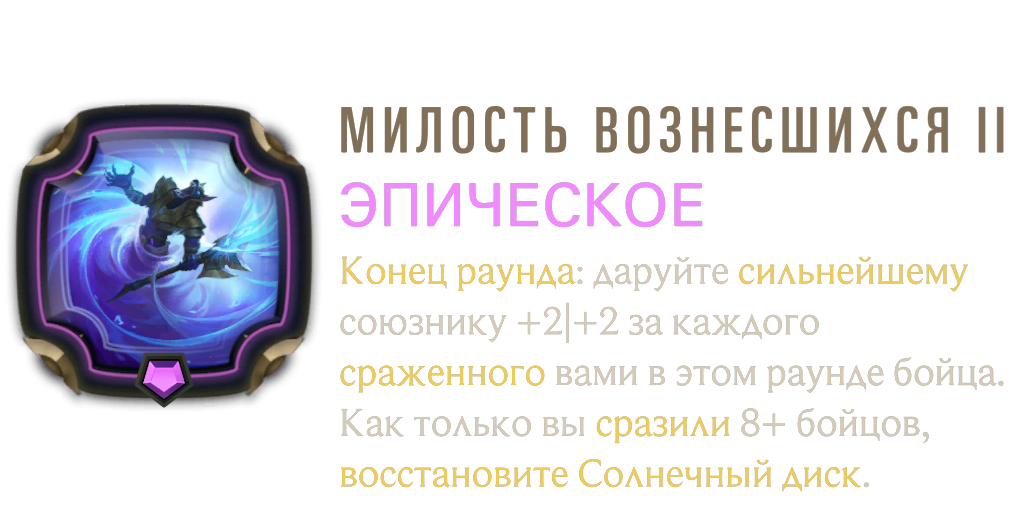 МИЛОСТЬ ВОЗНЕСШИХСЯ II
ЭПИЧЕСКОЕ
Конец раунда: даруйте сильнейшему
союзнику +2|+2 за каждого
сраженного вами в этом раунде бойца.
Как только вы сразили 8+ бойцов,
восстановите Солнечный диск.